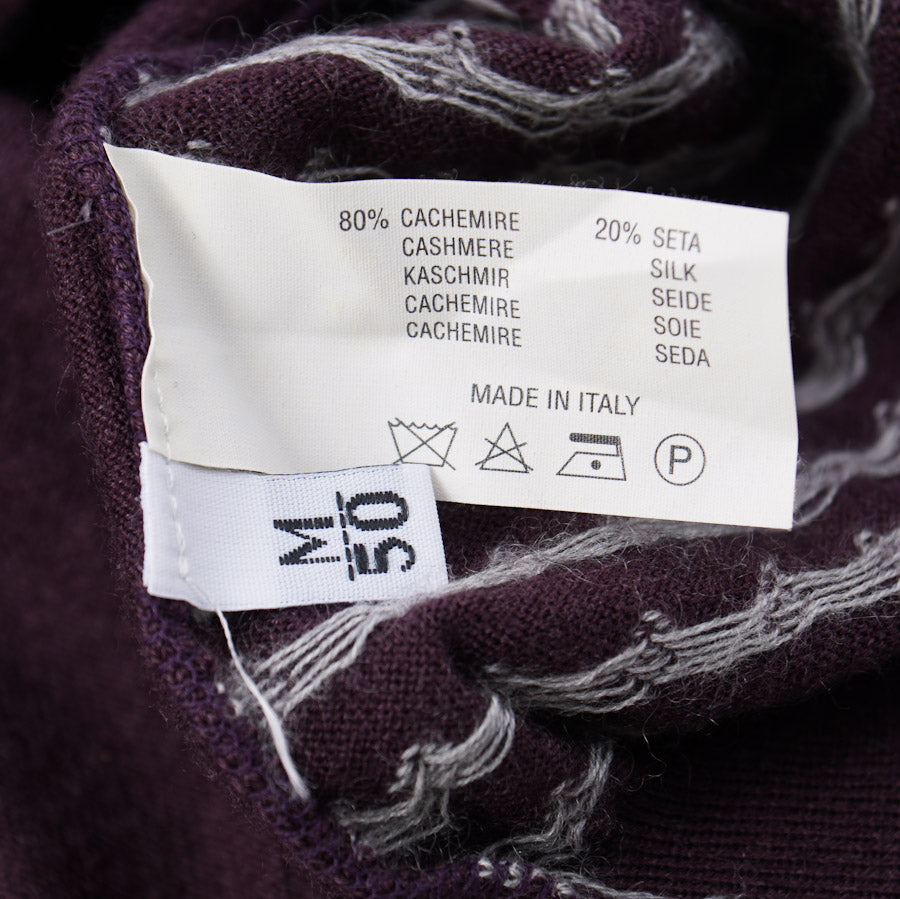 80% CACHEMIRE
CASHMERE
KASCHMIR
CACHEMIRE
CACHEMIRE
20% SETA
SILK
SEIDE
SOIE
SEDA
MADE IN ITALY
P
M
50